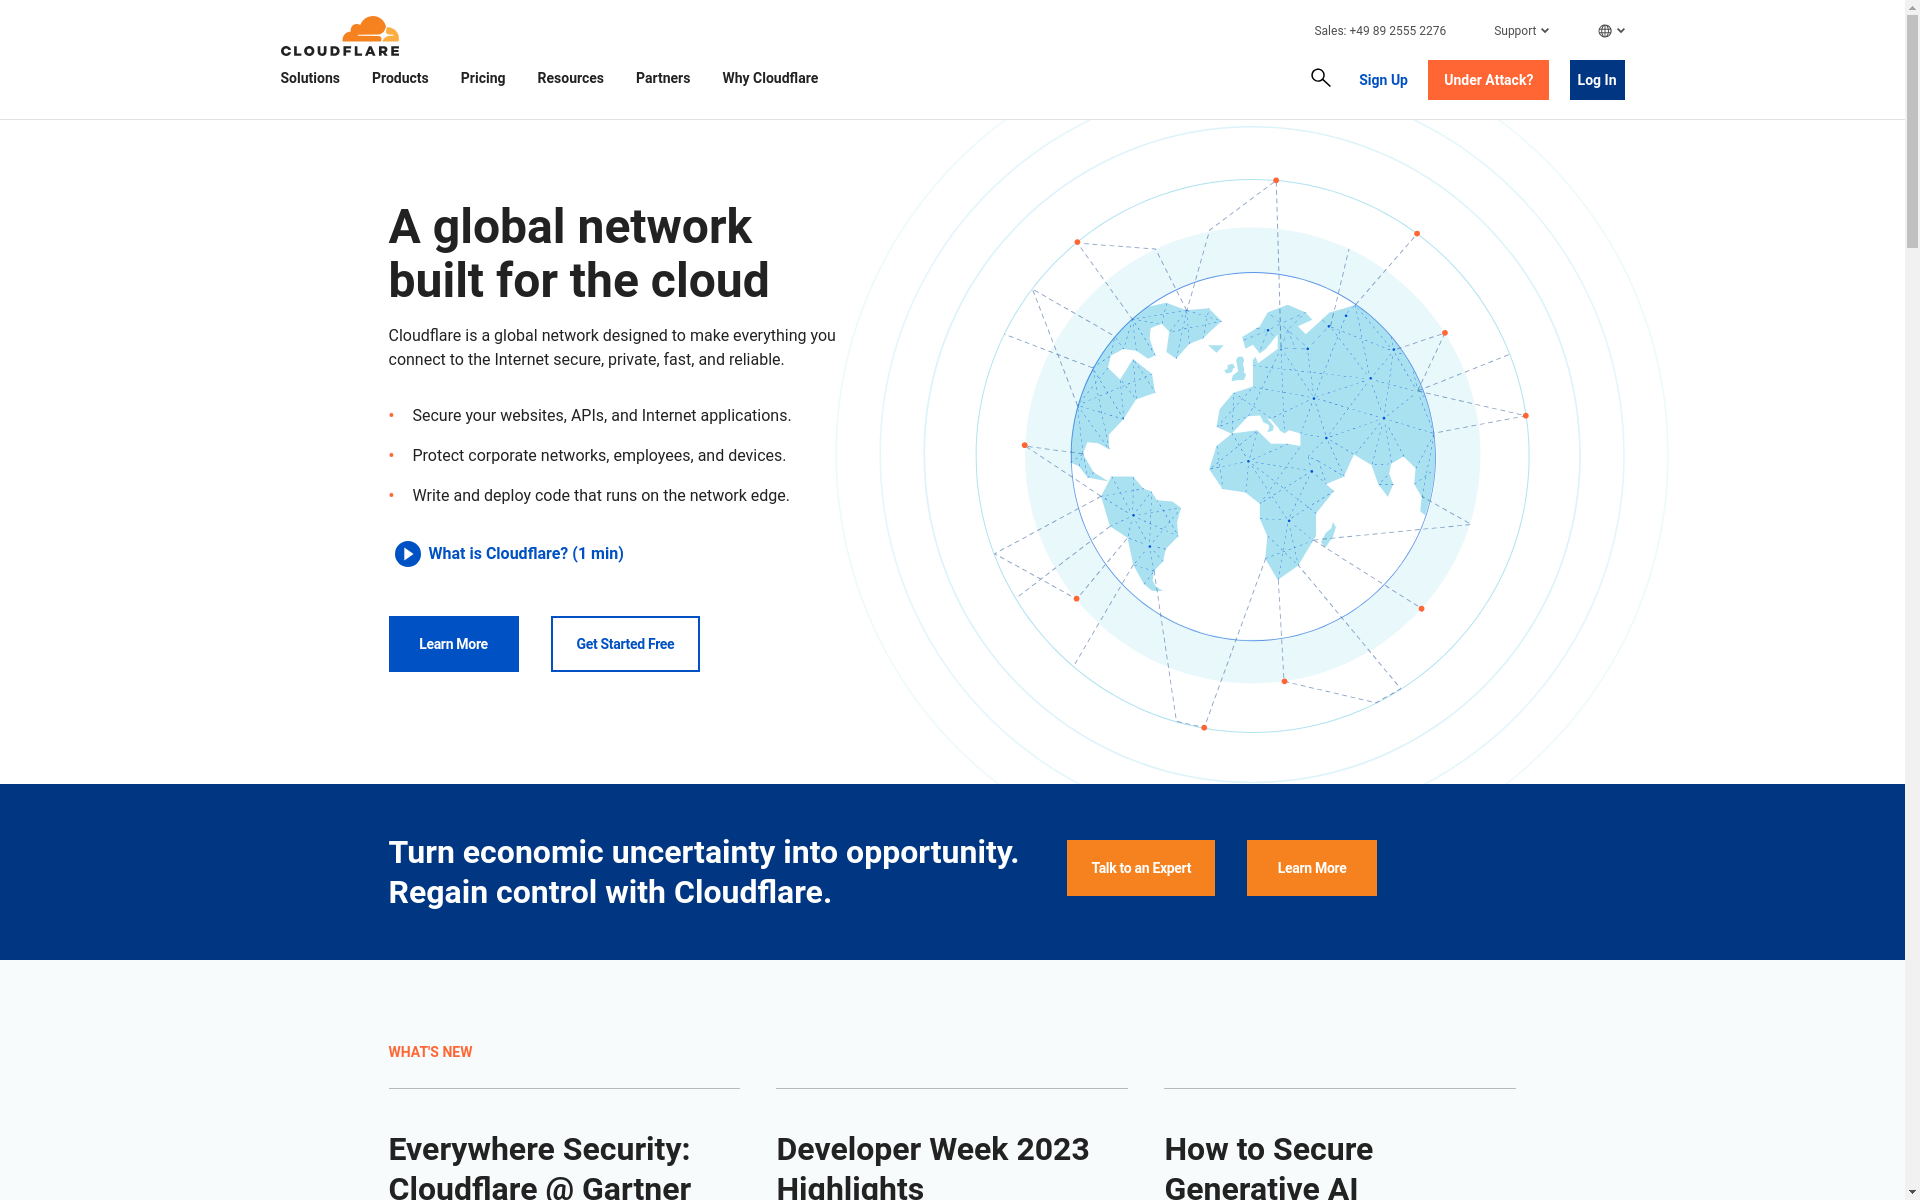 CLOUDFLARE
Sales: +49 89 2555 2276
Support
Solutions
Products
Pricing
Resources
Partners
Why Cloudflare
Sign Up
Under Attack?
Log In
A global network
built for the cloud
Cloudflare is a global network designed to make everything you
connect to the Internet secure, private, fast, and reliable.
• Secure your websites, APIs, and Internet applications.
• Protect corporate networks, employees, and devices.
• Write and deploy code that runs on the network edge.
What is Cloudflare? (1 min)
Learn More
Get Started Free
Turn economic uncertainty into opportunity.
Regain control with Cloudflare.
Talk to an Expert
Learn More
WHAT'S NEW
Everywhere Security:
Cloudflare @ Gartner
Developer Week 2023
Highlights
How to Secure
Generative AI